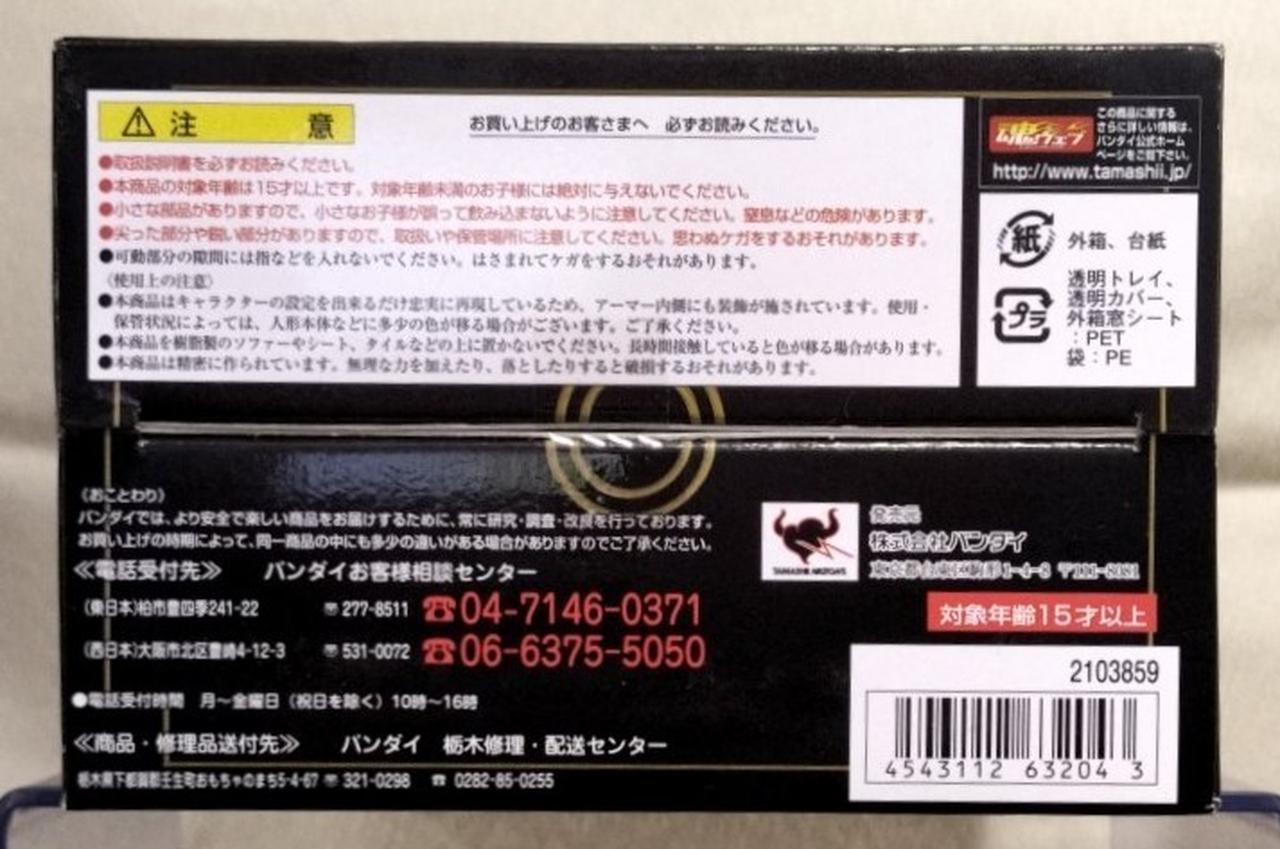 注 意
お買い上げのお客さまへ 必ずお読みください。
●取扱説明書を必ずお読みください。
●本商品の対象年齢は15才以上です。対象年齢未満のお子様には絶対に与えないでください。
●小さな部品がありますので、小さなお子様が誤って飲み込まないように注意してください。窒息などの危険があります。
●尖った部分や鋭い部分がありますので、取扱いや保管場所に注意してください。思わぬケガをするおそれがあります。
●可動部分の隙間には指などを入れないでください。はさまれてケガをするおそれがあります。
〈使用上の注意〉
●本商品はキャラクターの設定を出来るだけ忠実に再現しているため、アーマー内側にも装飾が施されています。使用・
保管状況によっては、人形本体などに多少の色が移る場合がございます。ご了承ください。
●本商品を樹脂製のソファーやシート、タイルなどの上に置かないでください。長時間接触していると色が移る場合があります。
●本商品は精密に作られています。無理な力を加えたり、落としたりすると破損するおそれがあります。
魂ウェブ
この商品に関する
さらに詳しい情報は、
バンダイ公式ホーム
ページをご覧下さい。
http://www.tamashii.jp/
紙
外箱、台紙
プラ
透明トレイ、
透明カバー、
外箱窓シート
：PET
袋：PE
《おことわり》
バンダイでは、より安全で楽しい商品をお届けするために、常に研究・調査・改良を行っております。
お買い上げの時期によって、同一商品の中にも多少の違いがある場合がありますのでご了承ください。
≪電話受付先≫ バンダイお客様相談センター
(東日本)柏市豊四季241-22 〒277-8511 ☎04-7146-0371
(西日本)大阪市北区豊崎4-12-3 〒531-0072 ☎06-6375-5050
●電話受付時間 月〜金曜日（祝日を除く）10時〜16時
≪商品・修理品送付先≫ バンダイ 栃木修理・配送センター
栃木県下都賀郡壬生町おもちゃのまち5-4-67 〒321-0298 ☎ 0282-85-0255
TAMASHII NATIONS
発売元
株式会社バンダイ
東京都台東区駒形1-4-8 〒111-8081
対象年齢15才以上
2103859
4543112 63204 3